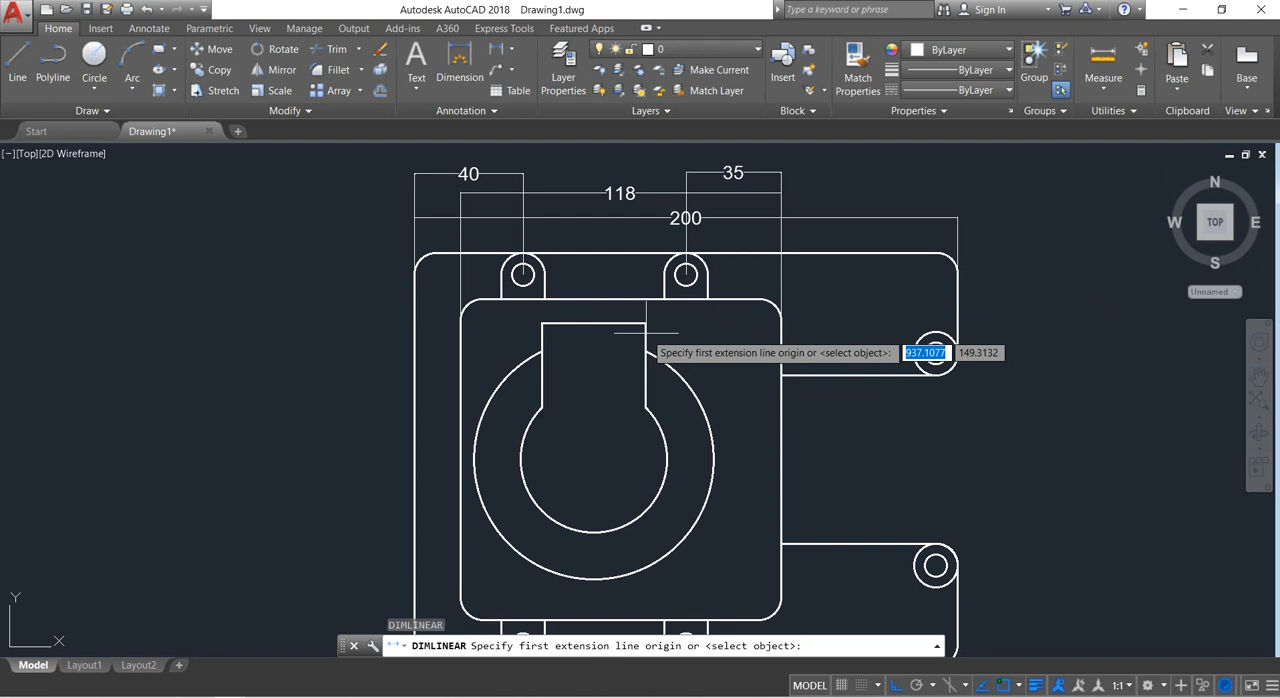 Autodesk AutoCAD 2018 Drawing1.dwg
Type a keyword or phrase
Sign In
Home Insert Annotate Parametric View Manage Output Add-ins A360 Express Tools Featured Apps
Line Polyline Circle Arc
Move Rotate Trim
Copy Mirror Fillet
Stretch Scale Array
Text Dimension
Table
Layer Properties
0
Make Current
Match Layer
Insert
Match Properties
ByLayer
ByLayer
ByLayer
Group
Measure
Paste
Base
Draw Modify Annotation Layers Block Properties Groups Utilities Clipboard View
Start Drawing1*
[−][Top][2D Wireframe]
40
35
118
200
N
W TOP E
S
Unnamed
Specify first extension line origin or <select object>: 937.1077 149.3132
Y
X
DIMLINEAR
DIMLINEAR Specify first extension line origin or <select object>:
Model Layout1 Layout2
MODEL 1:1